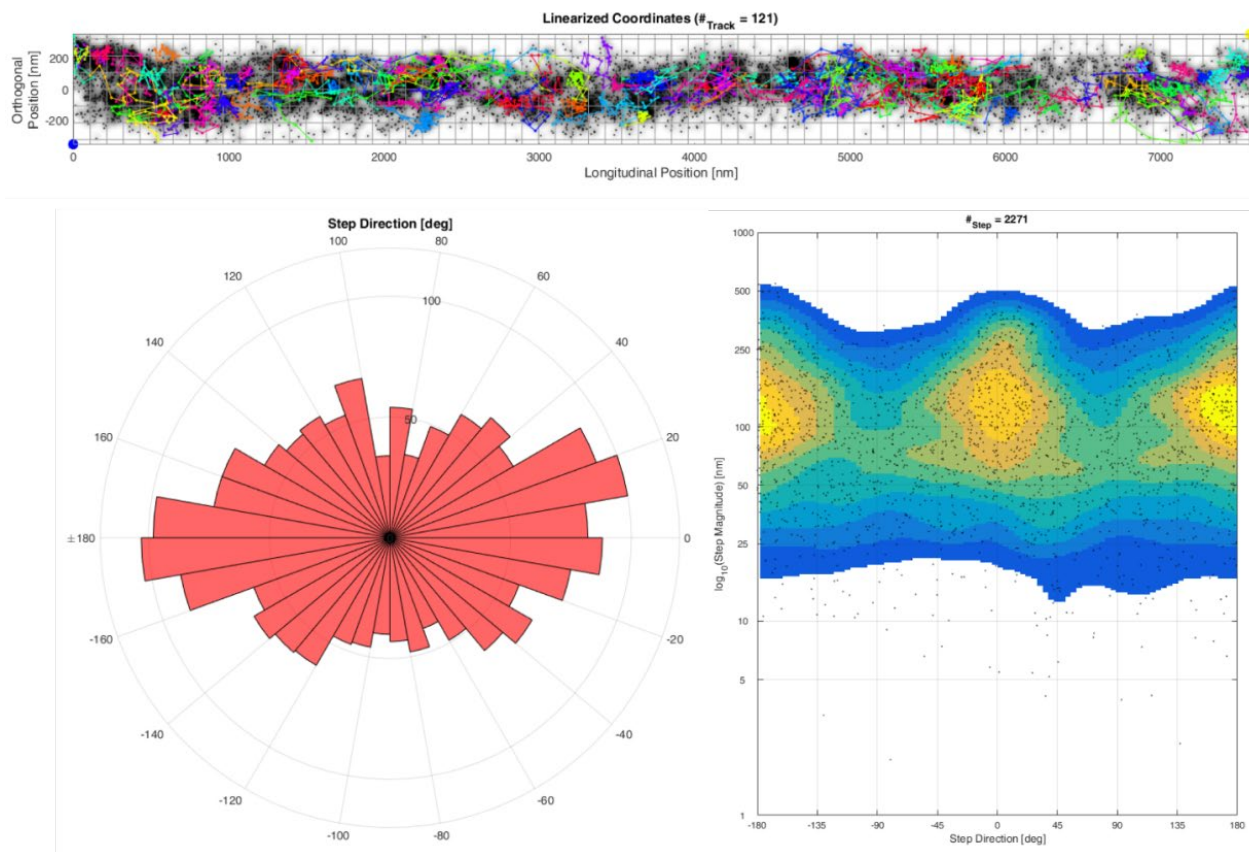 Linearized Coordinates (#Track = 121)
Orthogonal
Position [nm]
200
0
-200
0 1000 2000 3000 4000 5000 6000 7000
Longitudinal Position [nm]
Step Direction [deg]
100 80
120 60
100
140 40
50
160 20
±180 0
-160 -20
-140 -40
-120 -60
-100 -80
#Step = 2271
log10(Step Magnitude) [nm]
1000
500
250
100
50
25
10
5
1
-180 -135 -90 -45 0 45 90 135 180
Step Direction [deg]